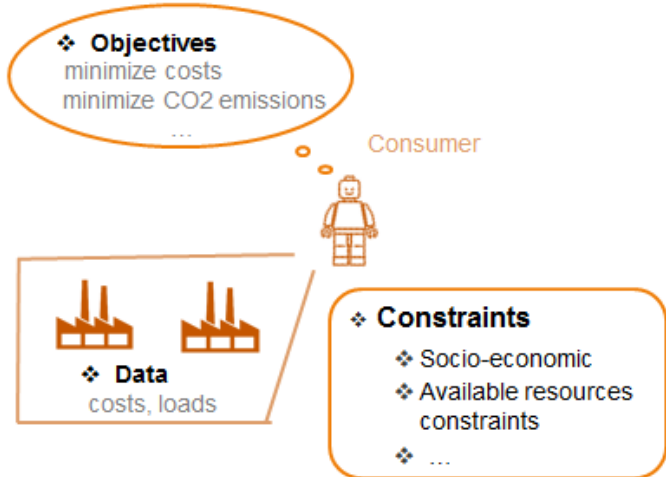 ❖ Objectives
minimize costs
minimize CO2 emissions
...
Consumer
❖ Data
costs, loads
❖ Constraints
❖ Socio-economic
❖ Available resources
constraints
❖ ...